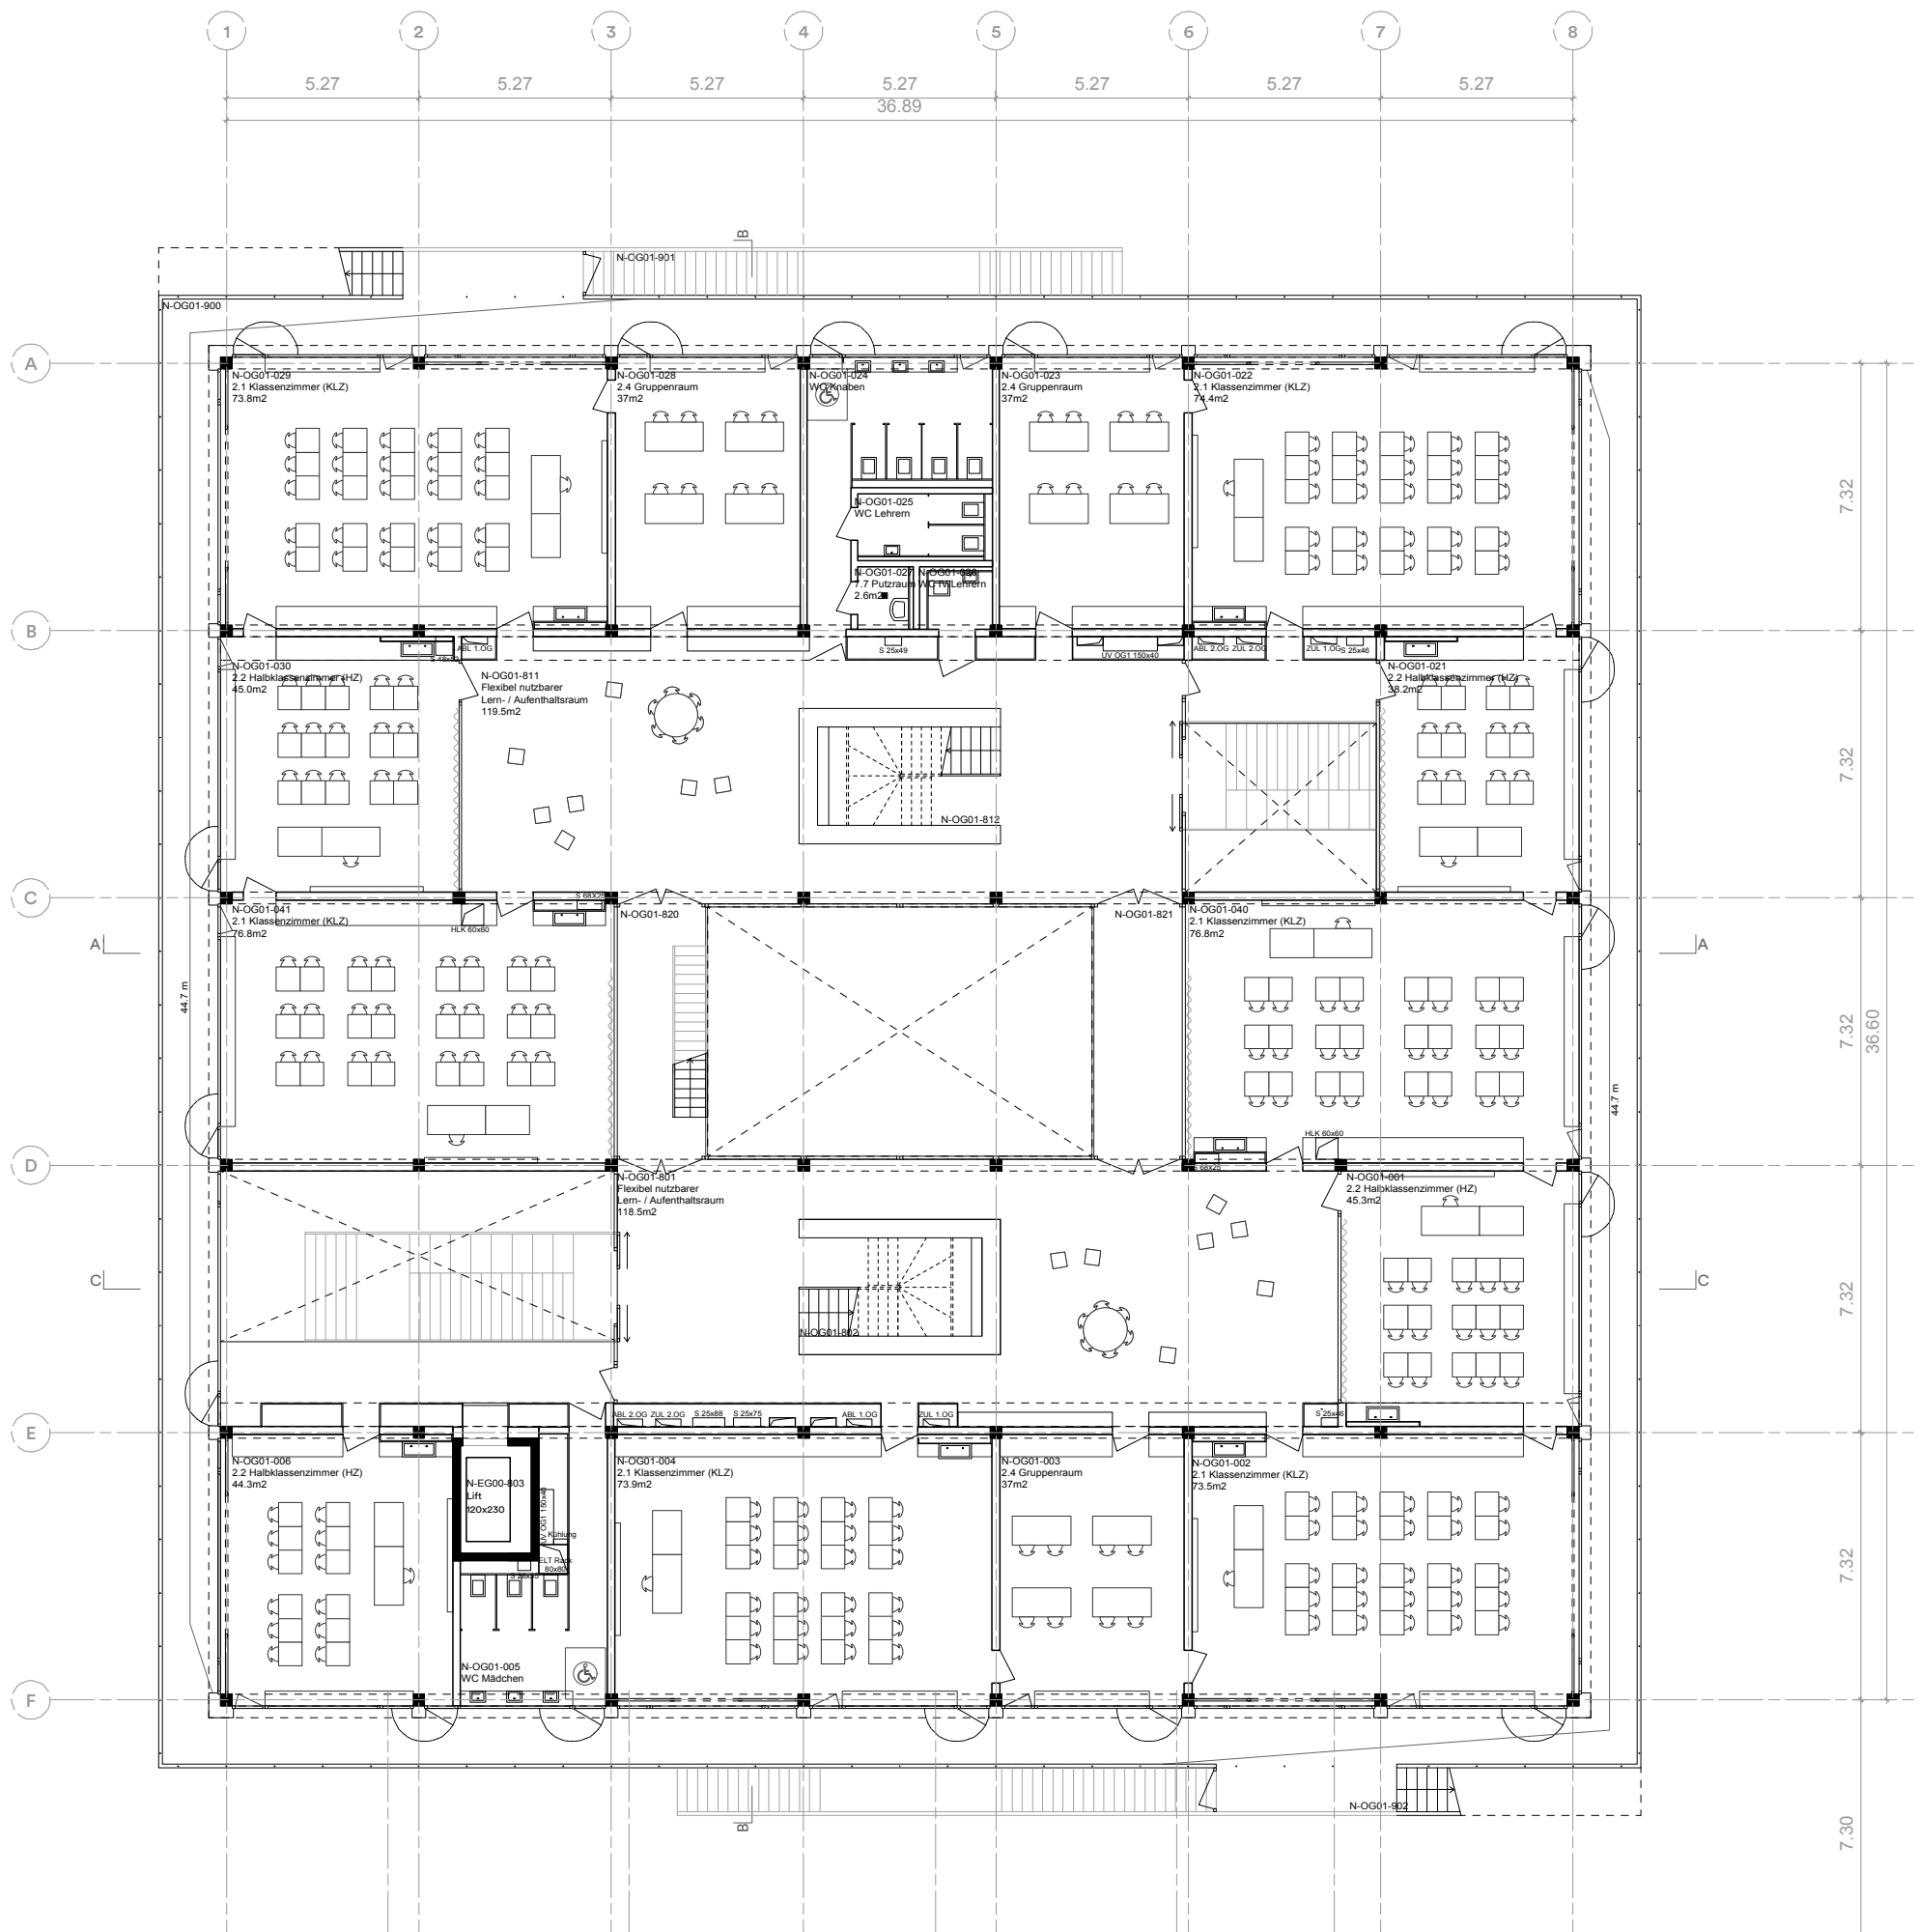 1 2 3 4 5 6 7 8
5.27 5.27 5.27 5.27 5.27 5.27 5.27
36.89
B
N-OG01-901
N-OG01-900
A
N-OG01-029
2.1 Klassenzimmer (KLZ)
73.8m2
N-OG01-028
2.4 Gruppenraum
37m2
N-OG01-024
WC Knaben
N-OG01-023
2.4 Gruppenraum
37m2
N-OG01-022
2.1 Klassenzimmer (KLZ)
74.4m2
7.32
N-OG01-025
WC Lehrern
N-OG01-027
7.7 Putzraum
2.6m2
N-OG01-026
WC IV Lehrern
B
ABL 1.OG
S 25x49
UV OG1 150x40
ABL 2.OG
ZUL 2.OG
ZUL 1.OG
S 25x46
N-OG01-030
2.2 Halbklassenzimmer (HZ)
45.0m2
N-OG01-811
Flexibel nutzbarer
Lern- / Aufenthaltsraum
119.5m2
N-OG01-021
2.2 Halbklassenzimmer (HZ)
38.2m2
7.32
N-OG01-812
C
S 68x25
N-OG01-041
2.1 Klassenzimmer (KLZ)
76.8m2
HLK 60x60
N-OG01-820
N-OG01-821
N-OG01-040
2.1 Klassenzimmer (KLZ)
76.8m2
A
A
44.7 m
7.32
36.60
44.7 m
HLK 60x60
S 68x25
D
N-OG01-801
Flexibel nutzbarer
Lern- / Aufenthaltsraum
118.5m2
N-OG01-001
2.2 Halbklassenzimmer (HZ)
45.3m2
C
C
7.32
N-OG01-802
ABL 2.OG
ZUL 2.OG
S 25x88
S 25x75
ABL 1.OG
ZUL 1.OG
S 25x46
E
N-OG01-006
2.2 Halbklassenzimmer (HZ)
44.3m2
N-EG00-803
Lift
120x230
UV OG1 150x40
Kühlung
ELT Rack
80x80
N-OG01-004
2.1 Klassenzimmer (KLZ)
73.9m2
N-OG01-003
2.4 Gruppenraum
37m2
N-OG01-002
2.1 Klassenzimmer (KLZ)
73.5m2
7.32
N-OG01-005
WC Mädchen
F
N-OG01-902
B
7.30